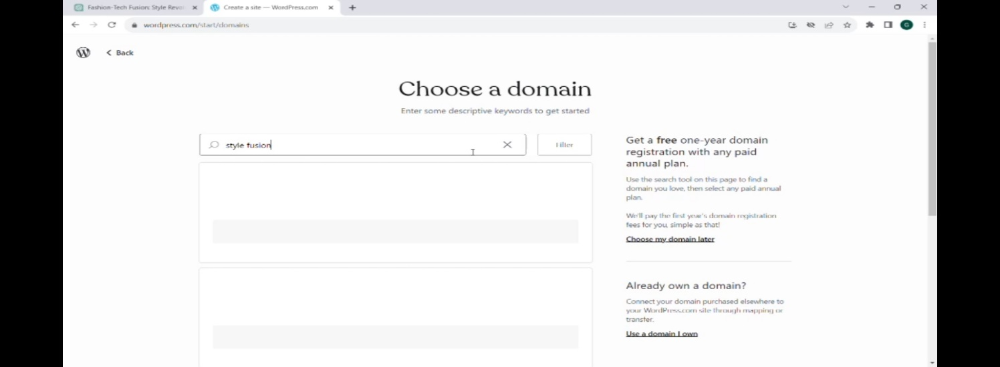 Fashion-Tech Fusion: Style Revol
Create a site — WordPress.com
wordpress.com/start/domains
G
Back
Choose a domain
Enter some descriptive keywords to get started
style fusion
Filter
Get a free one-year domain
registration with any paid
annual plan.
Use the search tool on this page to find a
domain you love, then select any paid annual
plan.
We'll pay the first year's domain registration
fees for you, simple as that!
Choose my domain later
Already own a domain?
Connect your domain purchased elsewhere to
your WordPress.com site through mapping or
transfer.
Use a domain I own